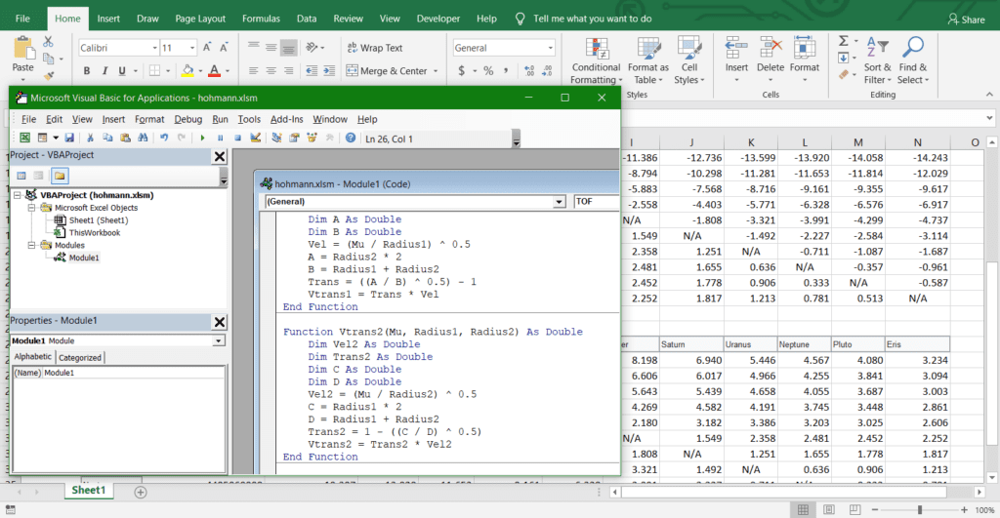 File Home Insert Draw Page Layout Formulas Data Review View Developer Help Tell me what you want to do Share
Calibri 11 A A Wrap Text General
Paste B I U A Merge & Center $ % , Conditional Formatting Format as Table Cell Styles Insert Delete Format Sort & Filter Find & Select
Styles Cells Editing
Microsoft Visual Basic for Applications - hohmann.xlsm
File Edit View Insert Format Debug Run Tools Add-Ins Window Help
Ln 26, Col 1
Project - VBAProject
VBAProject (hohmann.xlsm)
Microsoft Excel Objects
Sheet1 (Sheet1)
ThisWorkbook
Modules
Module1
Properties - Module1
Module1 Module
Alphabetic Categorized
(Name) Module1
hohmann.xlsm - Module1 (Code)
(General) TOF
Dim A As Double
Dim B As Double
Vel = (Mu / Radius1) ^ 0.5
A = Radius2 * 2
B = Radius1 + Radius2
Trans = ((A / B) ^ 0.5) - 1
Vtrans1 = Trans * Vel
End Function
Function Vtrans2(Mu, Radius1, Radius2) As Double
Dim Vel2 As Double
Dim Trans2 As Double
Dim C As Double
Dim D As Double
Vel2 = (Mu / Radius2) ^ 0.5
C = Radius1 * 2
D = Radius1 + Radius2
Trans2 = 1 - ((C / D) ^ 0.5)
Vtrans2 = Trans2 * Vel2
End Function
I J K L M N O
-11.386 -12.736 -13.599 -13.920 -14.058 -14.243
-8.794 -10.298 -11.281 -11.653 -11.814 -12.029
-5.883 -7.568 -8.716 -9.161 -9.355 -9.617
-2.558 -4.403 -5.771 -6.328 -6.576 -6.917
N/A -1.808 -3.321 -3.991 -4.299 -4.737
1.549 N/A -1.492 -2.227 -2.584 -3.114
2.358 1.251 N/A -0.711 -1.087 -1.687
2.481 1.655 0.636 N/A -0.357 -0.961
2.452 1.778 0.906 0.333 N/A -0.587
2.252 1.817 1.213 0.781 0.513 N/A
er Saturn Uranus Neptune Pluto Eris
8.198 6.940 5.446 4.567 4.080 3.234
6.606 6.017 4.966 4.255 3.841 3.094
5.643 5.439 4.658 4.055 3.687 3.003
4.269 4.582 4.191 3.745 3.448 2.861
2.180 3.182 3.386 3.203 3.025 2.606
N/A 1.549 2.358 2.481 2.452 2.252
1.808 N/A 1.251 1.655 1.778 1.817
3.321 1.492 N/A 0.636 0.906 1.213
Sheet1
100%